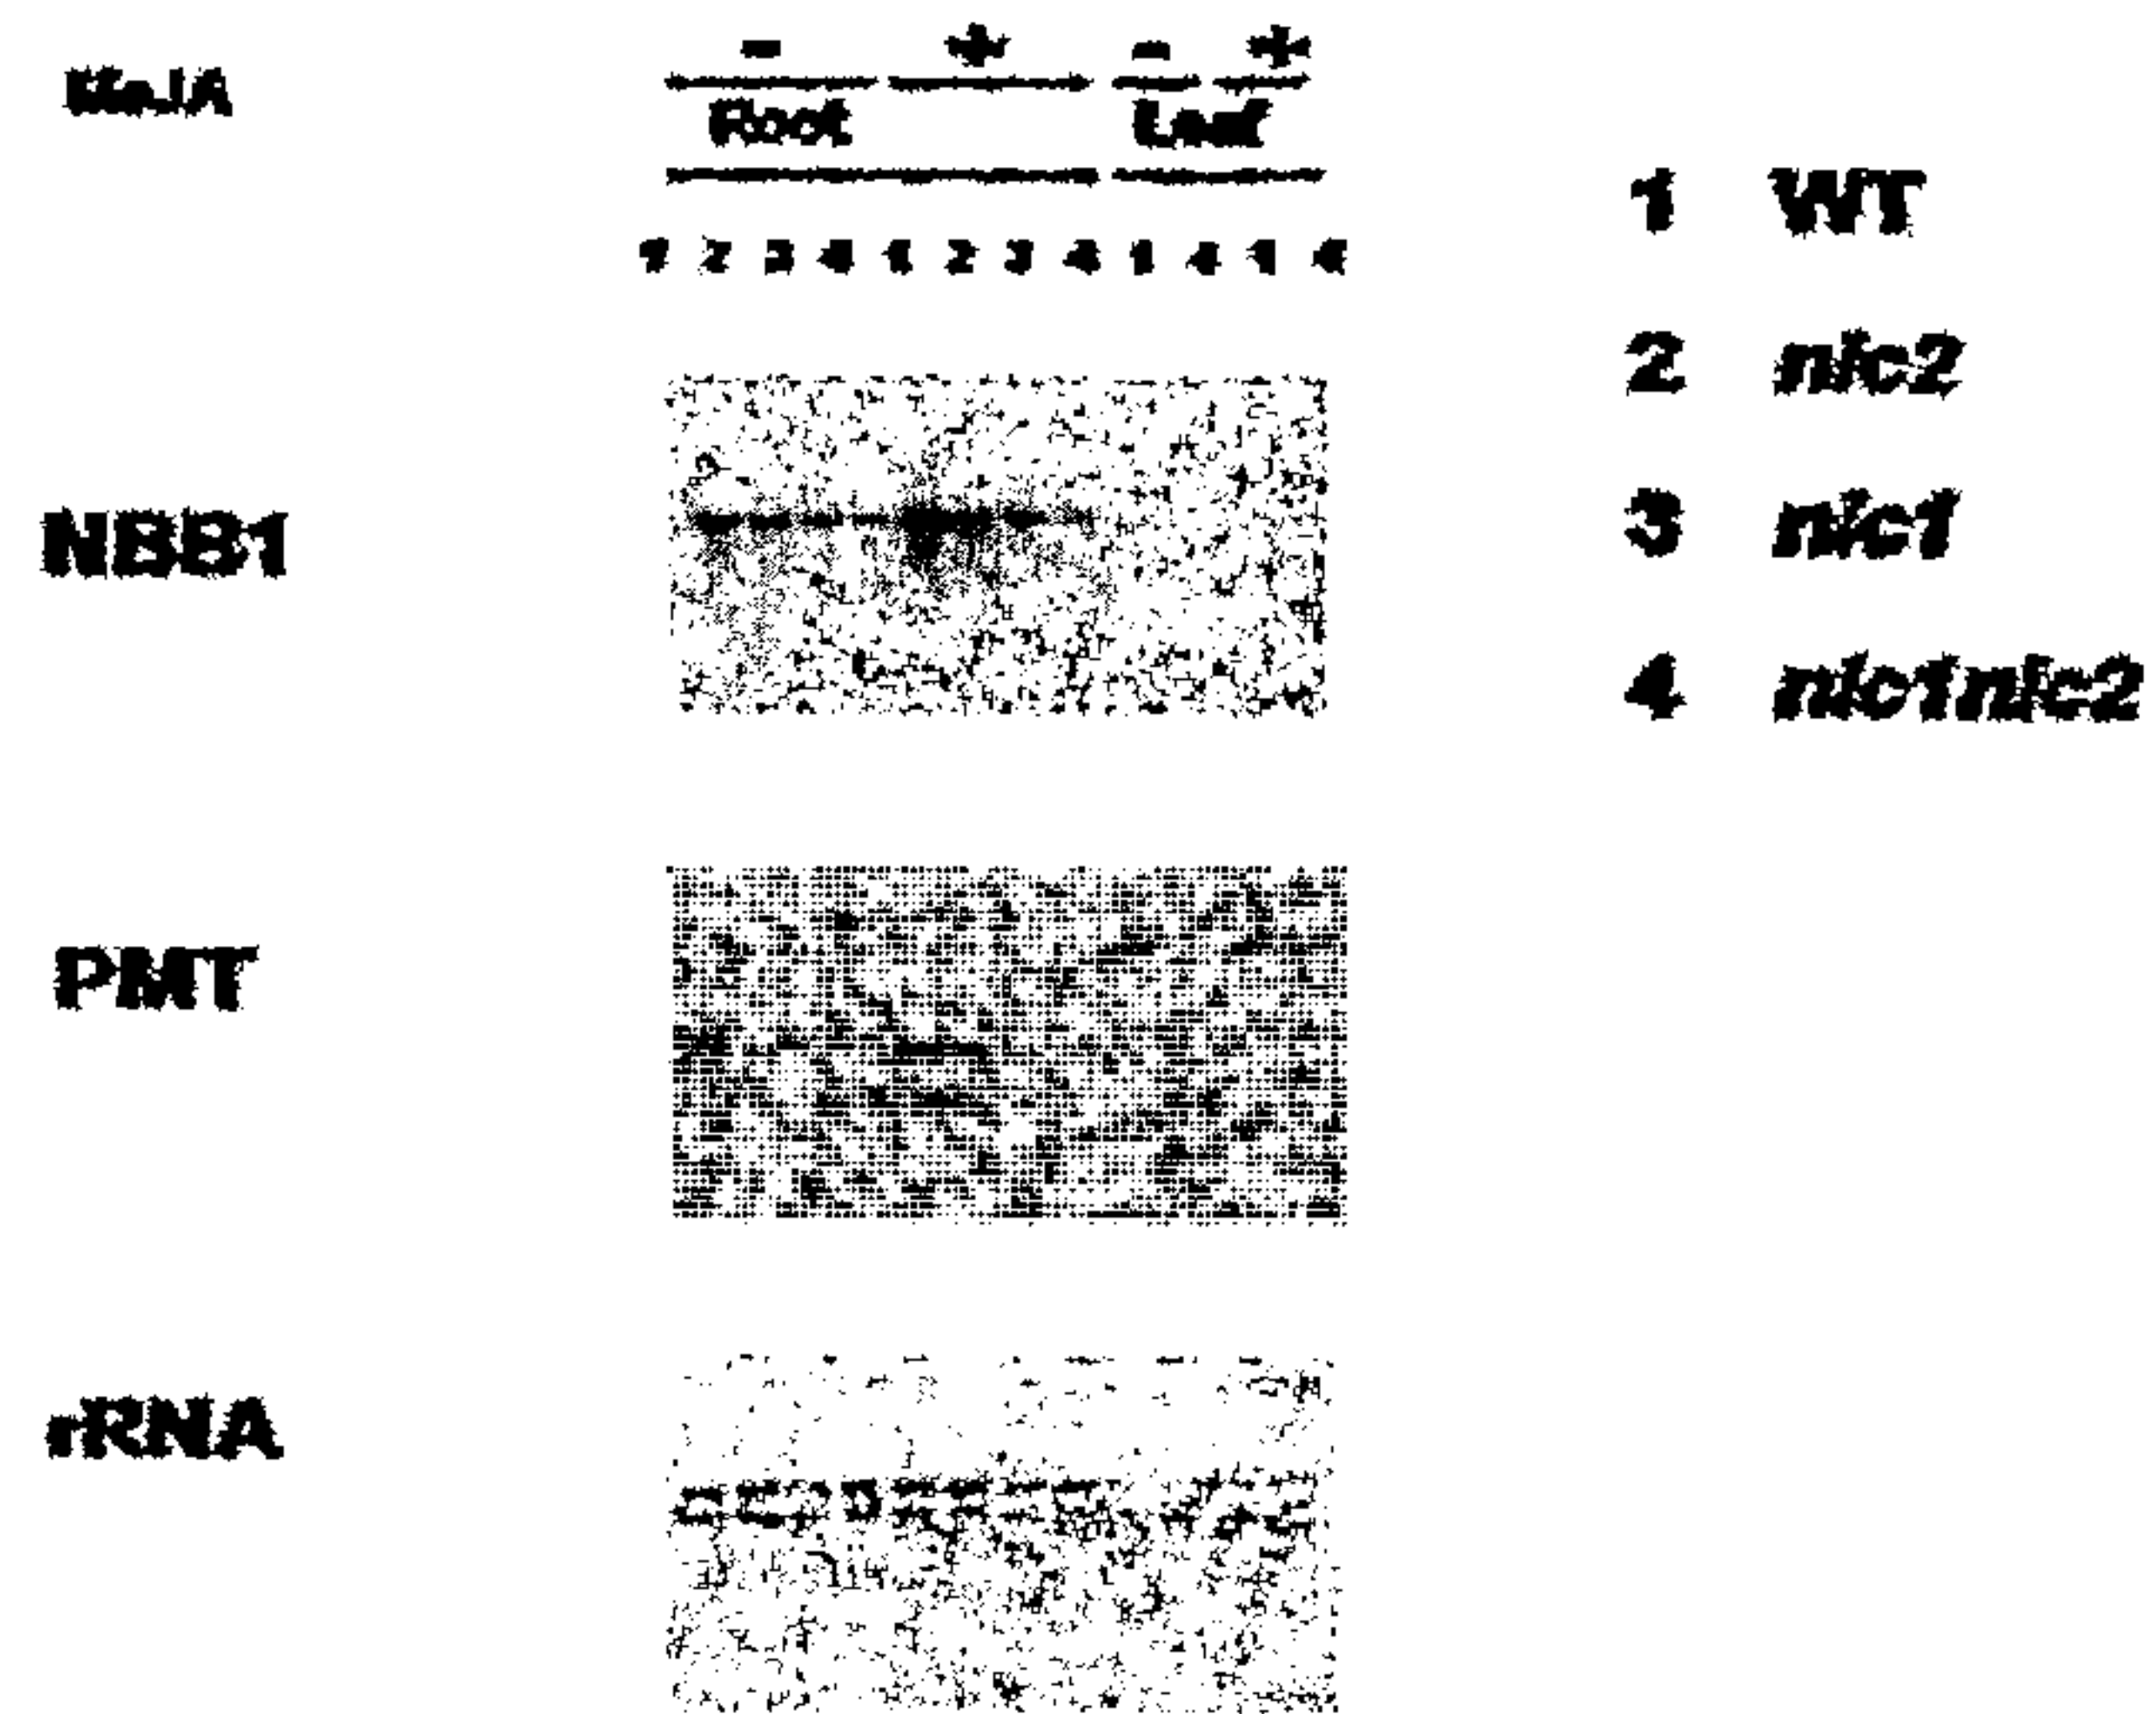 MeJA - + - +
Root Leaf
1 2 3 4 1 2 3 4 1 4 1 4
1 WT
2 nic2
NBB1
3 nic1
4 nic1nic2
PMT
rRNA